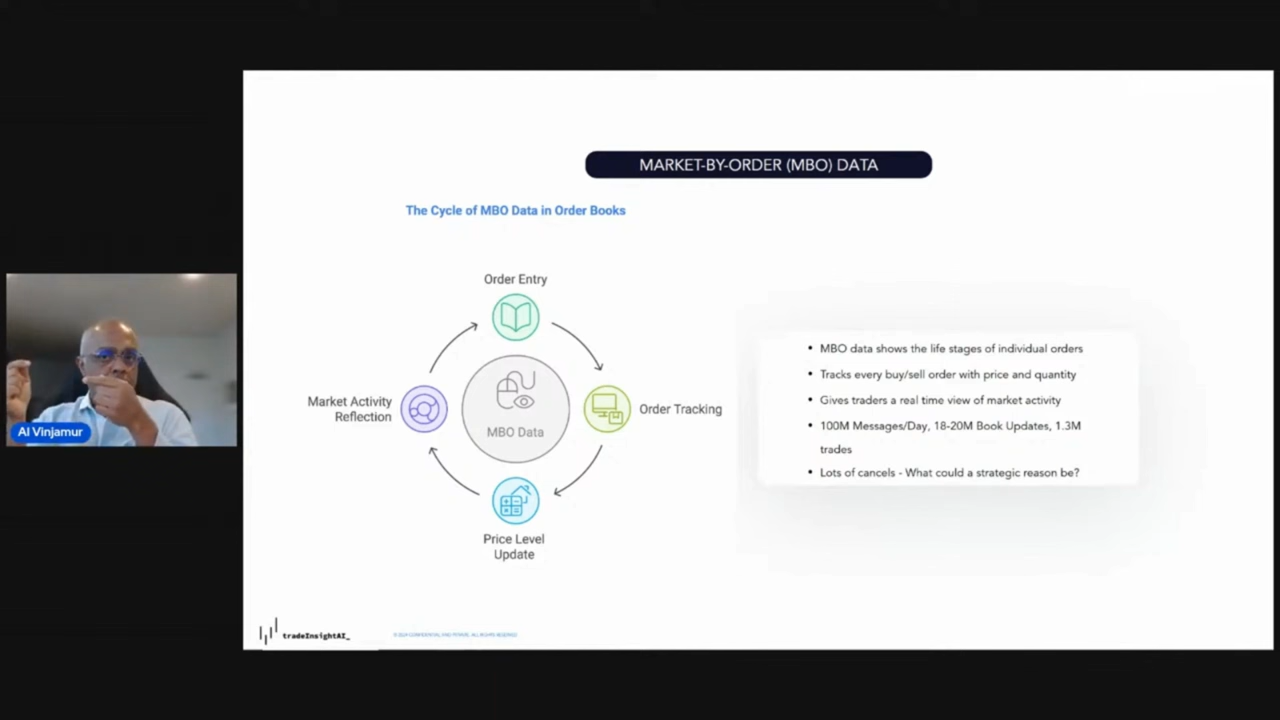 MARKET-BY-ORDER (MBO) DATA
The Cycle of MBO Data in Order Books
Order Entry
Market Activity
Reflection
MBO Data
Order Tracking
Price Level
Update
• MBO data shows the life stages of individual orders
• Tracks every buy/sell order with price and quantity
• Gives traders a real time view of market activity
• 100M Messages/Day, 18-20M Book Updates, 1.3M
trades
• Lots of cancels - What could a strategic reason be?
Al Vinjamur
tradeInsightAI_
ALL RIGHTS RESERVED